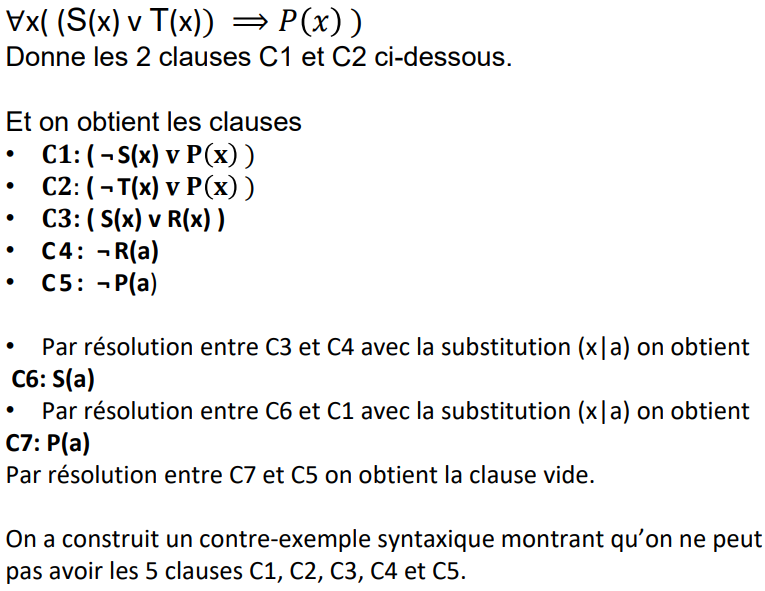 ∀x( (S(x) v T(x)) ⟹ P(x) )
Donne les 2 clauses C1 et C2 ci-dessous.
Et on obtient les clauses
• C1: ( ¬ S(x) v P(x) )
• C2: ( ¬ T(x) v P(x) )
• C3: ( S(x) v R(x) )
• C4: ¬ R(a)
• C5: ¬ P(a)
• Par résolution entre C3 et C4 avec la substitution (x|a) on obtient
C6: S(a)
• Par résolution entre C6 et C1 avec la substitution (x|a) on obtient
C7: P(a)
Par résolution entre C7 et C5 on obtient la clause vide.
On a construit un contre-exemple syntaxique montrant qu’on ne peut
pas avoir les 5 clauses C1, C2, C3, C4 et C5.